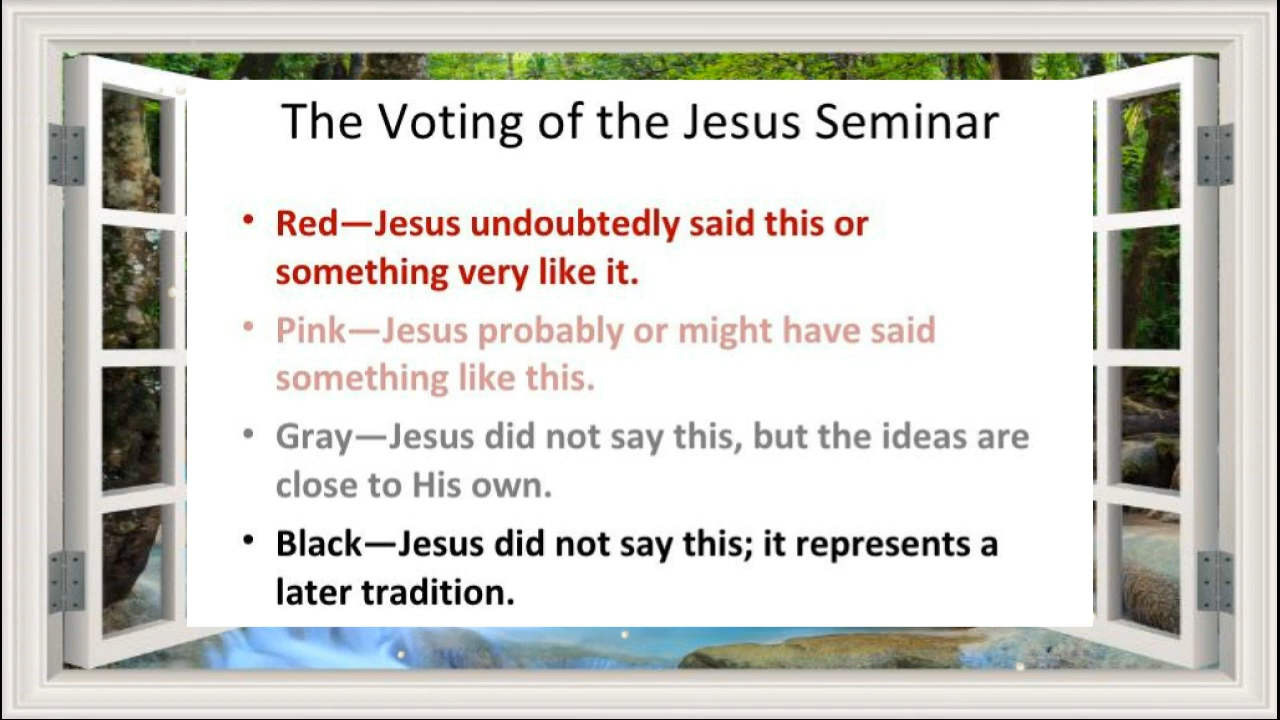 The Voting of the Jesus Seminar
• Red—Jesus undoubtedly said this or
something very like it.
• Pink—Jesus probably or might have said
something like this.
• Gray—Jesus did not say this, but the ideas are
close to His own.
• Black—Jesus did not say this; it represents a
later tradition.